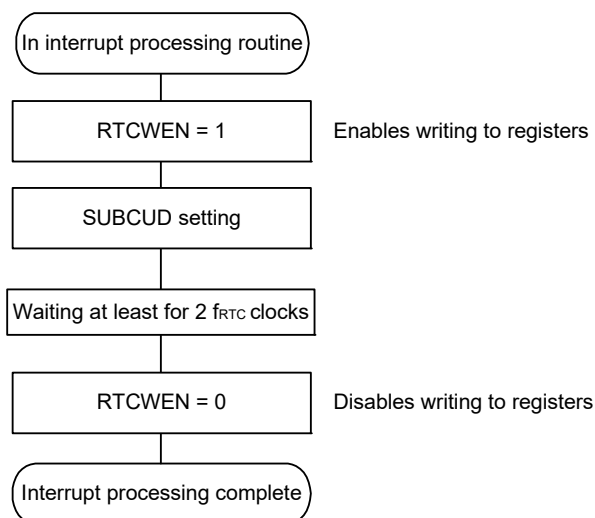 In interrupt processing routine
RTCWEN = 1 Enables writing to registers
SUBCUD setting
Waiting at least for 2 fRTC clocks
RTCWEN = 0 Disables writing to registers
Interrupt processing complete